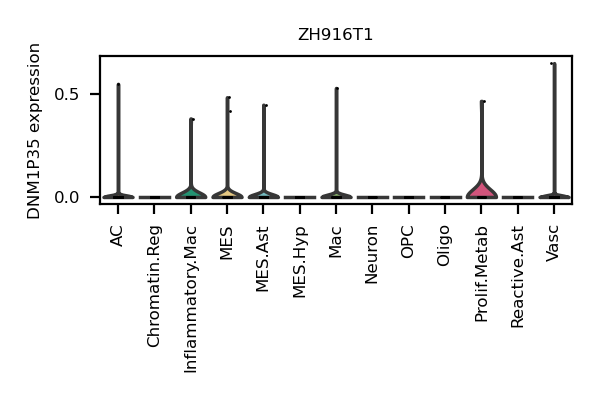 ZH916T1
DNM1P35 expression
0.5
0.0
AC
Chromatin.Reg
Inflammatory.Mac
MES
MES.Ast
MES.Hyp
Mac
Neuron
OPC
Oligo
Prolif.Metab
Reactive.Ast
Vasc